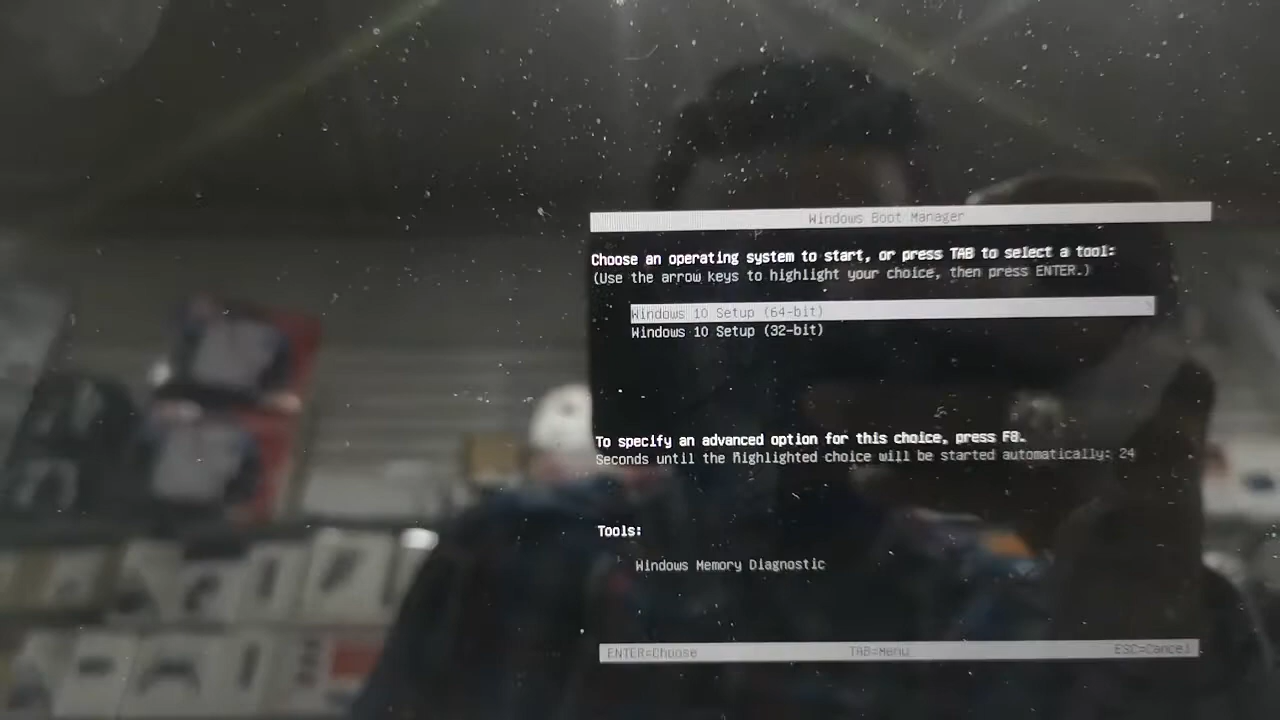 Windows Boot Manager
Choose an operating system to start, or press TAB to select a tool:
(Use the arrow keys to highlight your choice, then press ENTER.)
Windows 10 Setup (64-bit)
Windows 10 Setup (32-bit)
To specify an advanced option for this choice, press F8.
Seconds until the highlighted choice will be started automatically: 24
Tools:
Windows Memory Diagnostic
ENTER=Choose TAB=Menu ESC=Cancel